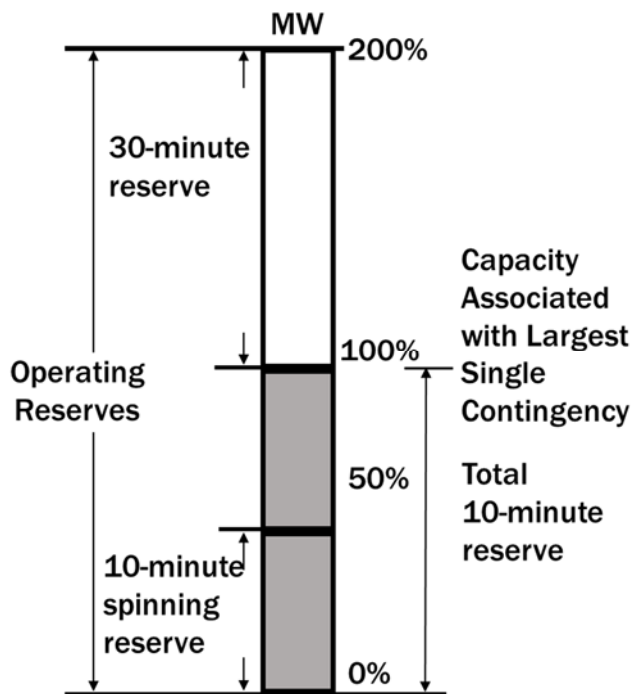 MW
200%
30-minute
reserve
Capacity
Associated
with Largest
Single
Contingency
100%
Operating
Reserves
50%
Total
10-minute
reserve
10-minute
spinning
reserve
0%